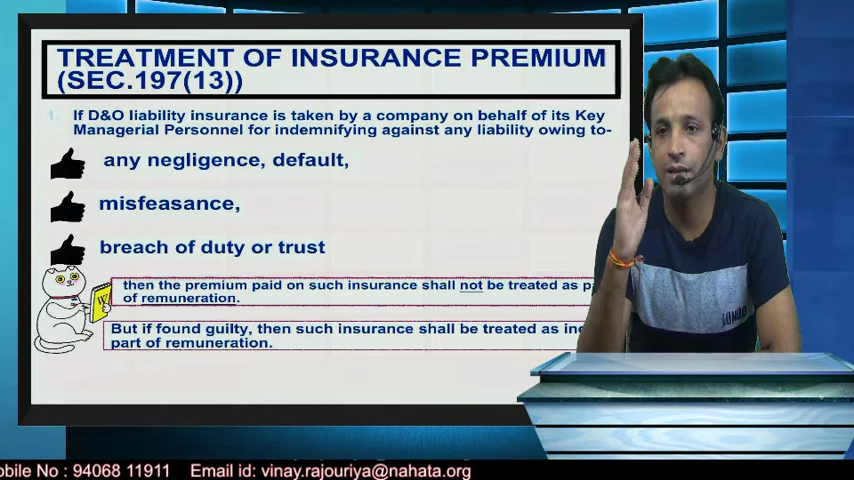 TREATMENT OF INSURANCE PREMIUM
(SEC.197(13))
1. If D&O liability insurance is taken by a company on behalf of its Key
Managerial Personnel for indemnifying against any liability owing to-
any negligence, default,
misfeasance,
breach of duty or trust
then the premium paid on such insurance shall not be treated as
of remuneration.
But if found guilty, then such insurance shall be treated as
part of remuneration.
W
LONDO
Mobile No : 94068 11911 Email id: vinay.rajouriya@nahata.org